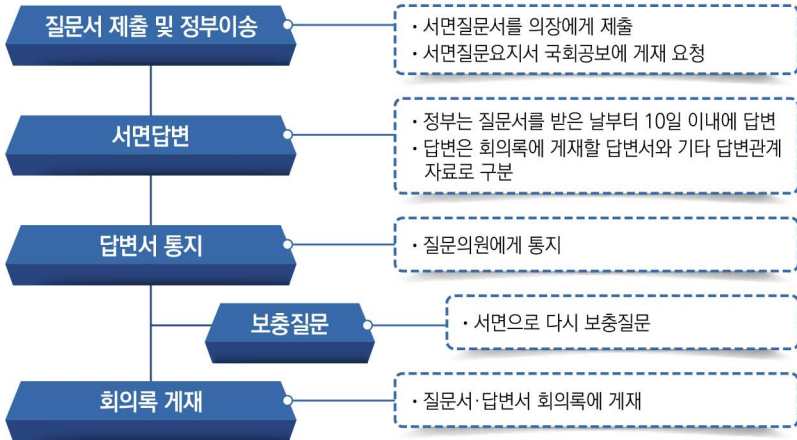 질문서 제출 및 정부이송
· 서면질문서를 의장에게 제출
· 서면질문요지서 국회공보에 게재 요청
서면답변
· 정부는 질문서를 받은 날부터 10일 이내에 답변
· 답변은 회의록에 게재할 답변서와 기타 답변관계
자료로 구분
답변서 통지
· 질문의원에게 통지
보충질문
· 서면으로 다시 보충질문
회의록 게재
· 질문서·답변서 회의록에 게재